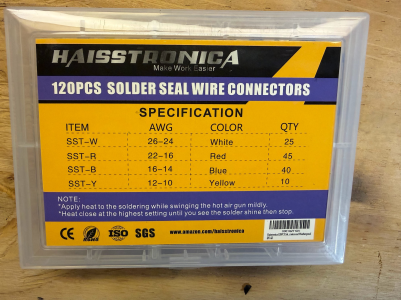 HAISSTRONICA
Make Work Easier
120PCS SOLDER SEAL WIRE CONNECTORS
SPECIFICATION
ITEM AWG COLOR QTY
SST-W 26-24 White 25
SST-R 22-16 Red 45
SST-B 16-14 Blue 40
SST-Y 12-10 Yellow 10
NOTE:
*Apply heat to the soldering while swinging the hot air gun mildly.
*Heat close at the highest setting until you see the solder shine then stop.
CE RoHS ISO SGS www.amazon.com/haisstronica